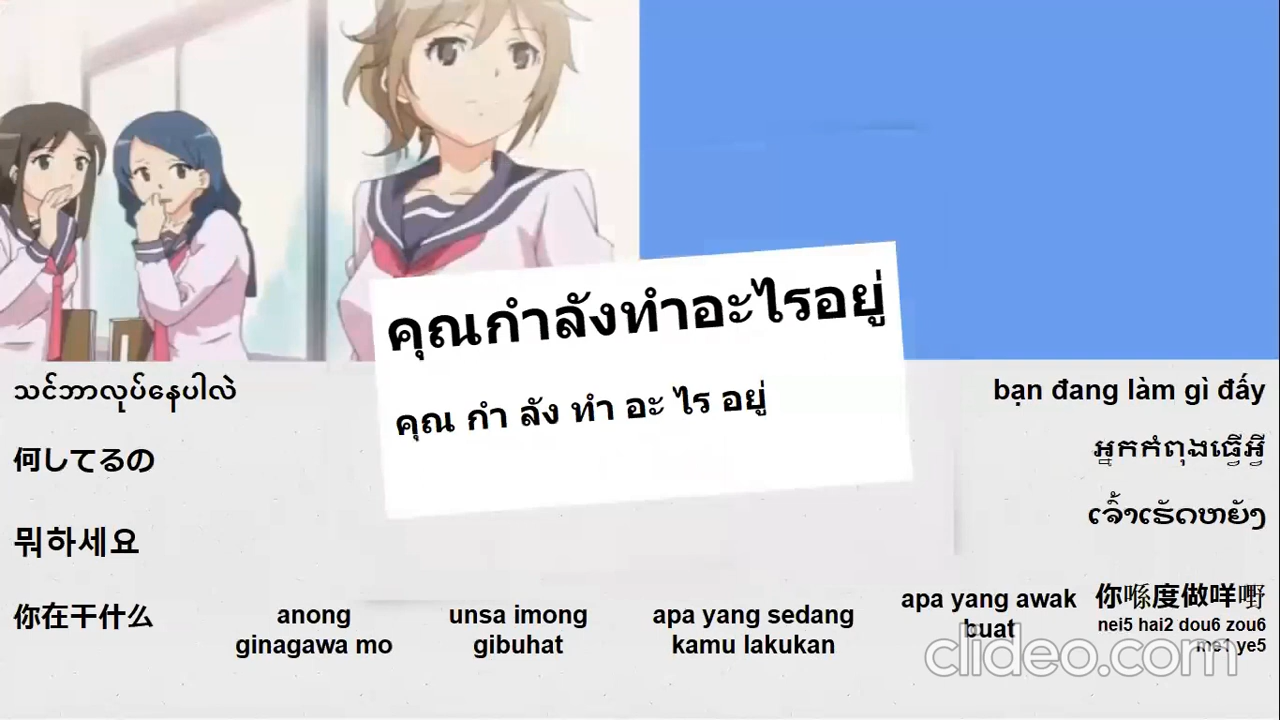 คุณกำลังทำอะไรอยู่
คุณ กำ ลัง ทำ อะ ไร อยู่
သင်ဘာလုပ်နေပါလဲ
何してるの
뭐하세요
你在干什么
anong
ginagawa mo
unsa imong
gibuhat
apa yang sedang
kamu lakukan
apa yang awak
buat
bạn đang làm gì đấy
អ្នកកំពុងធ្វើអ្វី
ເຈົ້າເຮັດຫຍັງ
你喺度做咩嘢
nei5 hai2 dou6 zou6
me1 ye5
clideo.com